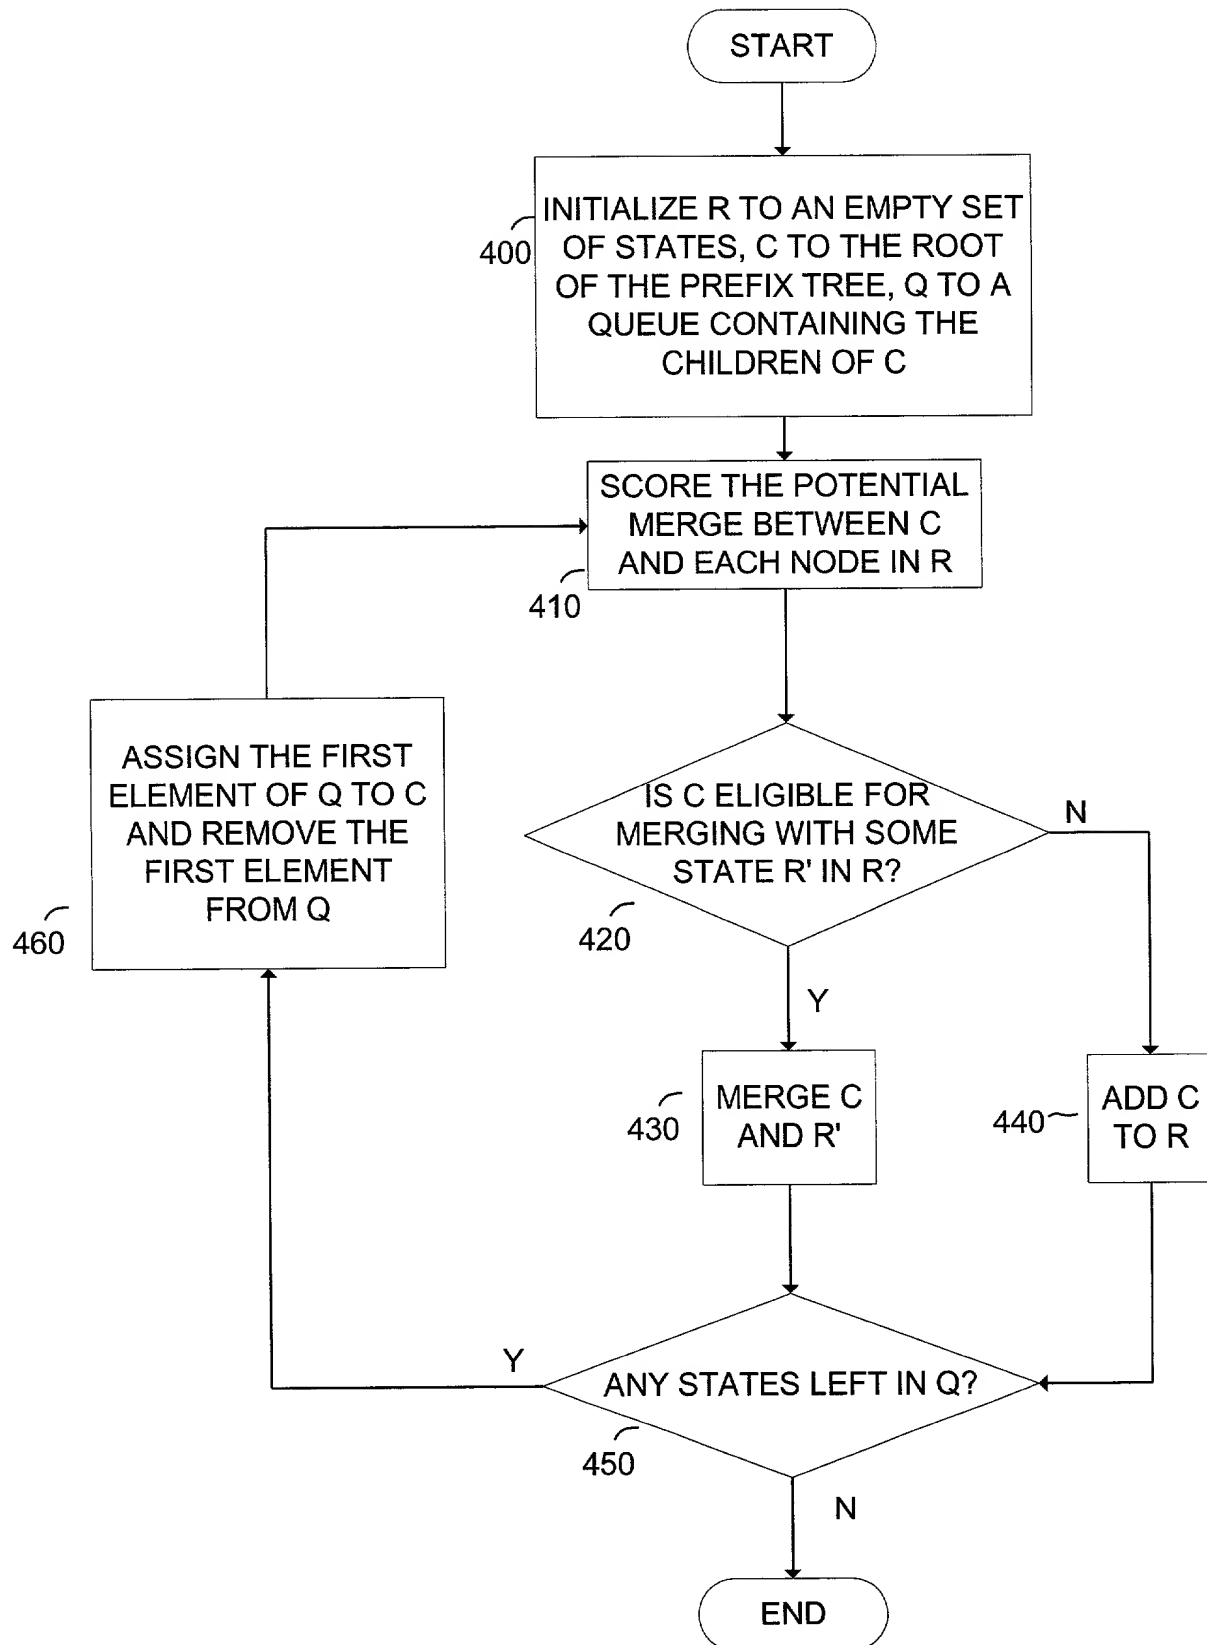 START
INITIALIZE R TO AN EMPTY SET
OF STATES, C TO THE ROOT
OF THE PREFIX TREE, Q TO A
QUEUE CONTAINING THE
CHILDREN OF C
400
SCORE THE POTENTIAL
MERGE BETWEEN C
AND EACH NODE IN R
410
ASSIGN THE FIRST
ELEMENT OF Q TO C
AND REMOVE THE
FIRST ELEMENT
FROM Q
460
IS C ELIGIBLE FOR
MERGING WITH SOME
STATE R' IN R?
N
420
Y
MERGE C
AND R'
430
ADD C
TO R
440
Y
ANY STATES LEFT IN Q?
450
N
END